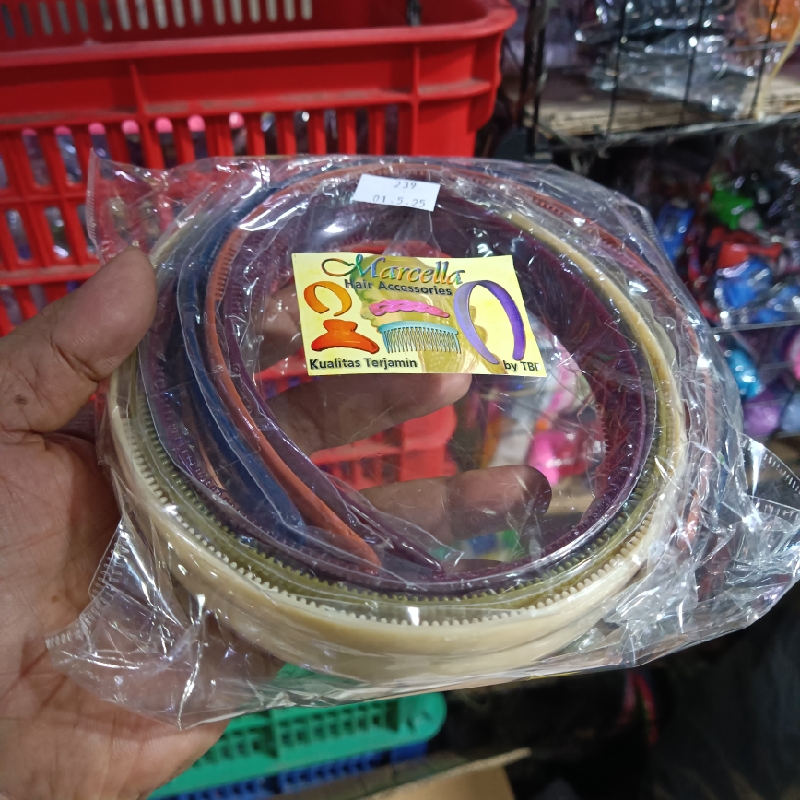 239
01.5.25
Marcella
Hair Accessories
Kualitas Terjamin
by TBI